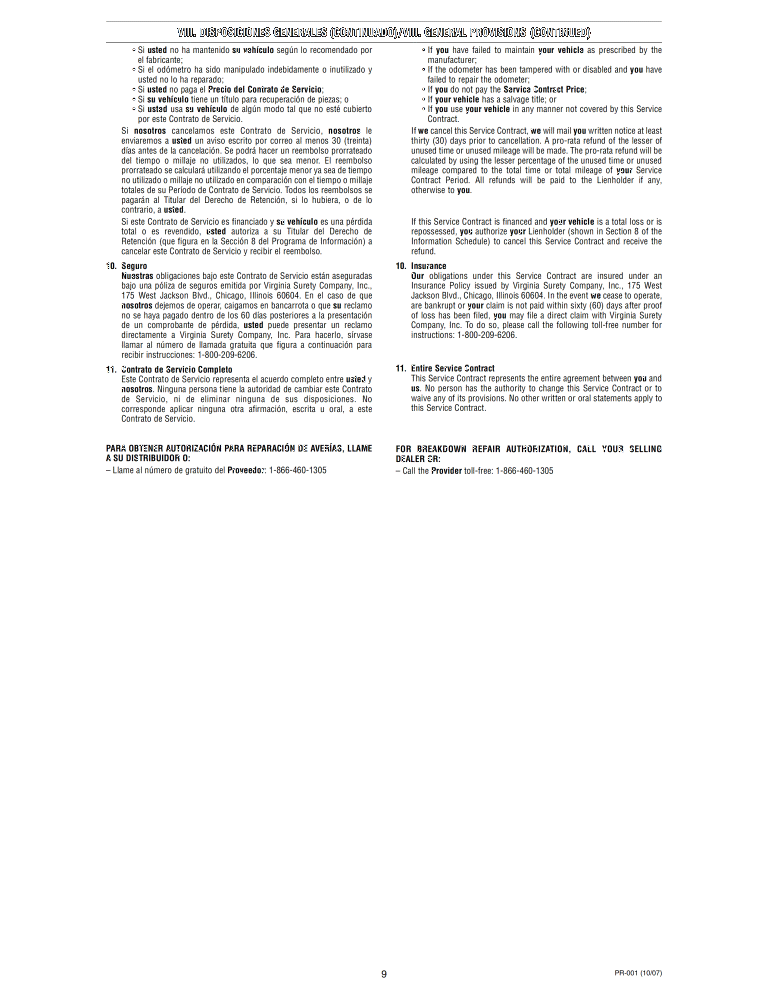 VIII. DISPOSICIONES GENERALES (CONTINUADO)/VIII. GENERAL PROVISIONS (CONTINUED)
◦ Si usted no ha mantenido su vehículo según lo recomendado por
el fabricante;
◦ Si el odómetro ha sido manipulado indebidamente o inutilizado y
usted no lo ha reparado;
◦ Si usted no paga el Precio del Contrato de Servicio;
◦ Si su vehículo tiene un título para recuperación de piezas; o
◦ Si usted usa su vehículo de algún modo tal que no esté cubierto
por este Contrato de Servicio.
Si nosotros cancelamos este Contrato de Servicio, nosotros le
enviaremos a usted un aviso escrito por correo al menos 30 (treinta)
días antes de la cancelación. Se podrá hacer un reembolso prorrateado
del tiempo o millaje no utilizados, lo que sea menor. El reembolso
prorrateado se calculará utilizando el porcentaje menor ya sea de tiempo
no utilizado o millaje no utilizado en comparación con el tiempo o millaje
totales de su Período de Contrato de Servicio. Todos los reembolsos se
pagarán al Titular del Derecho de Retención, si lo hubiera, o de lo
contrario, a usted.
Si este Contrato de Servicio es financiado y su vehículo es una pérdida
total o es revendido, usted autoriza a su Titular del Derecho de
Retención (que figura en la Sección 8 del Programa de Información) a
cancelar este Contrato de Servicio y recibir el reembolso.
10. Seguro
Nuestras obligaciones bajo este Contrato de Servicio están aseguradas
bajo una póliza de seguros emitida por Virginia Surety Company, Inc.,
175 West Jackson Blvd., Chicago, Illinois 60604. En el caso de que
nosotros dejemos de operar, caigamos en bancarrota o que su reclamo
no se haya pagado dentro de los 60 días posteriores a la presentación
de un comprobante de pérdida, usted puede presentar un reclamo
directamente a Virginia Surety Company, Inc. Para hacerlo, sírvase
llamar al número de llamada gratuita que figura a continuación para
recibir instrucciones: 1-800-209-6206.
11. Contrato de Servicio Completo
Este Contrato de Servicio representa el acuerdo completo entre usted y
nosotros. Ninguna persona tiene la autoridad de cambiar este Contrato
de Servicio, ni de eliminar ninguna de sus disposiciones. No
corresponde aplicar ninguna otra afirmación, escrita u oral, a este
Contrato de Servicio.
PARA OBTENER AUTORIZACIÓN PARA REPARACIÓN DE AVERÍAS, LLAME
A SU DISTRIBUIDOR O:
– Llame al número de gratuito del Proveedor: 1-866-460-1305
◦ If you have failed to maintain your vehicle as prescribed by the
manufacturer;
◦ If the odometer has been tampered with or disabled and you have
failed to repair the odometer;
◦ If you do not pay the Service Contract Price;
◦ If your vehicle has a salvage title; or
◦ If you use your vehicle in any manner not covered by this Service
Contract.
If we cancel this Service Contract, we will mail you written notice at least
thirty (30) days prior to cancellation. A pro-rata refund of the lesser of
unused time or unused mileage will be made. The pro-rata refund will be
calculated by using the lesser percentage of the unused time or unused
mileage compared to the total time or total mileage of your Service
Contract Period. All refunds will be paid to the Lienholder if any,
otherwise to you.
If this Service Contract is financed and your vehicle is a total loss or is
repossessed, you authorize your Lienholder (shown in Section 8 of the
Information Schedule) to cancel this Service Contract and receive the
refund.
10. Insurance
Our obligations under this Service Contract are insured under an
Insurance Policy issued by Virginia Surety Company, Inc., 175 West
Jackson Blvd., Chicago, Illinois 60604. In the event we cease to operate,
are bankrupt or your claim is not paid within sixty (60) days after proof
of loss has been filed, you may file a direct claim with Virginia Surety
Company, Inc. To do so, please call the following toll-free number for
instructions: 1-800-209-6206.
11. Entire Service Contract
This Service Contract represents the entire agreement between you and
us. No person has the authority to change this Service Contract or to
waive any of its provisions. No other written or oral statements apply to
this Service Contract.
FOR BREAKDOWN REPAIR AUTHORIZATION, CALL YOUR SELLING
DEALER OR:
– Call the Provider toll-free: 1-866-460-1305
9
PR-001 (10/07)